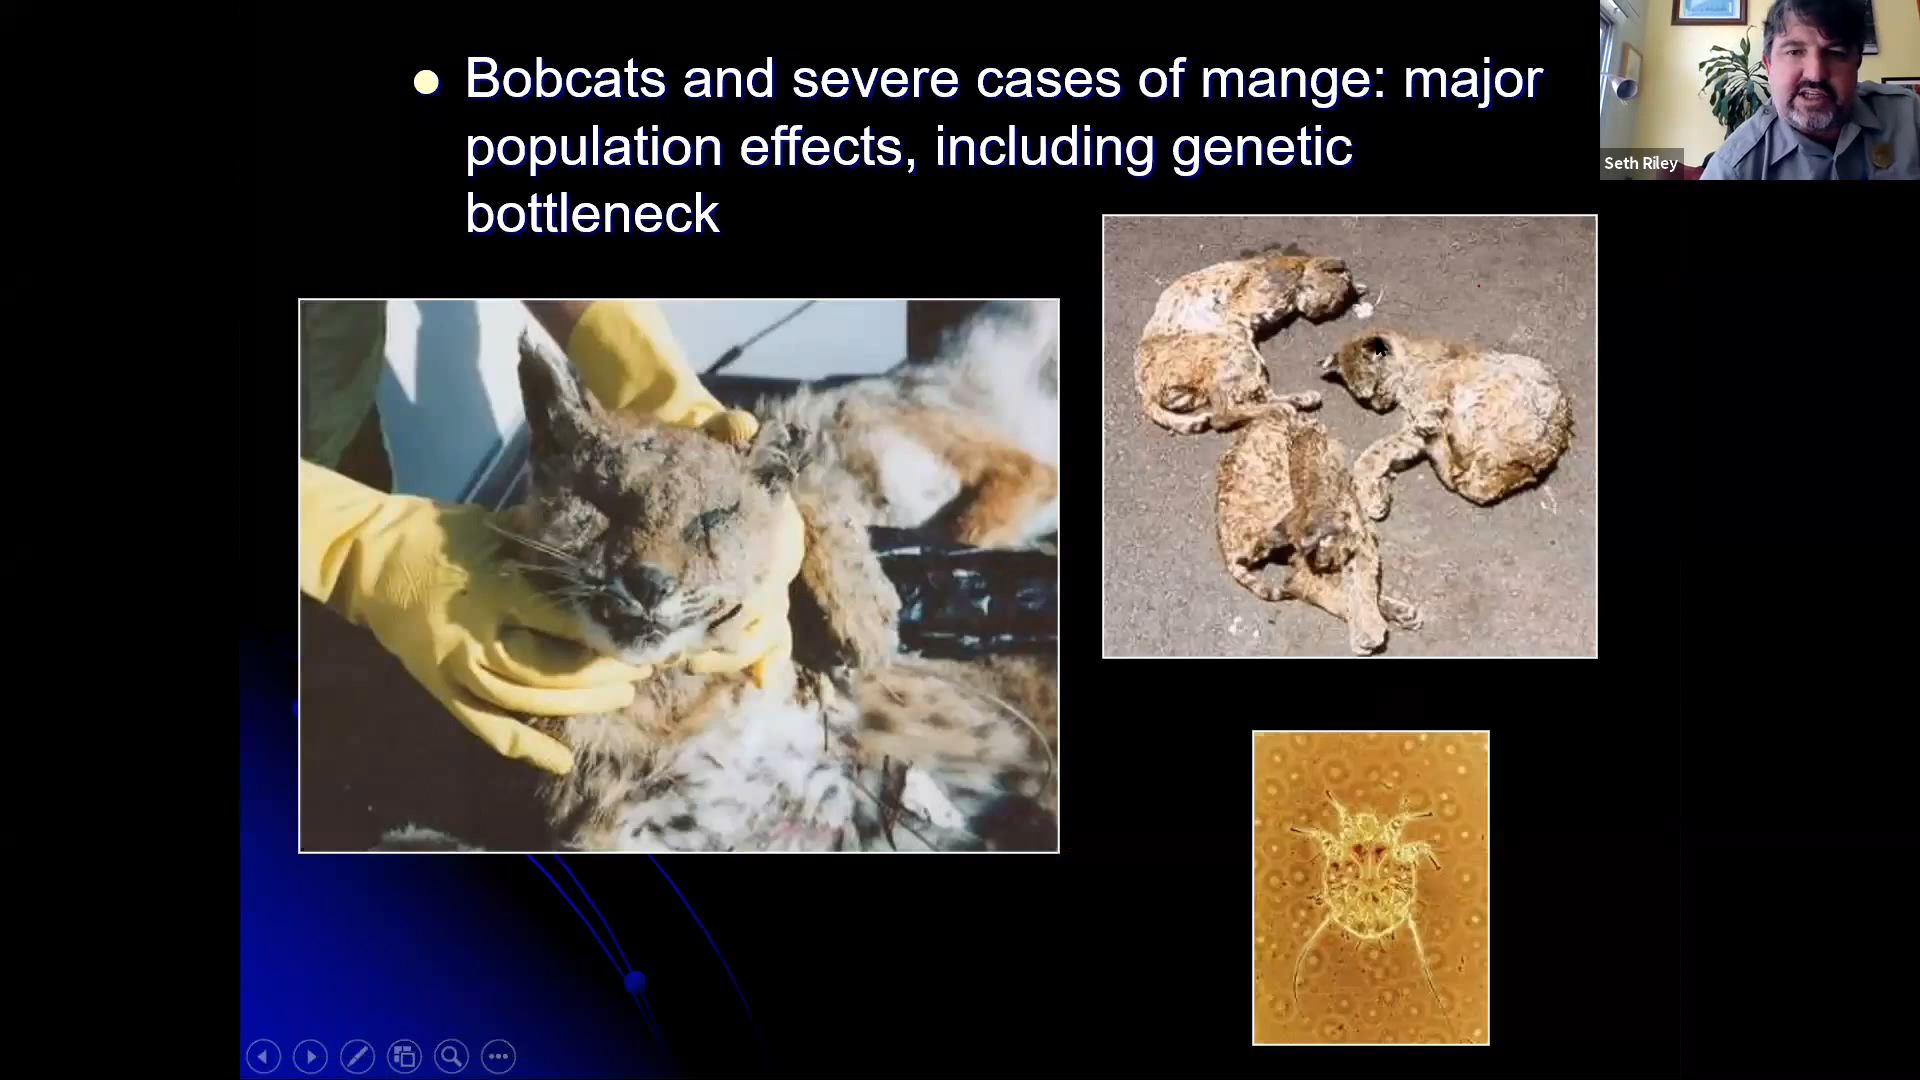 Bobcats and severe cases of mange: major
population effects, including genetic
bottleneck
Seth Riley